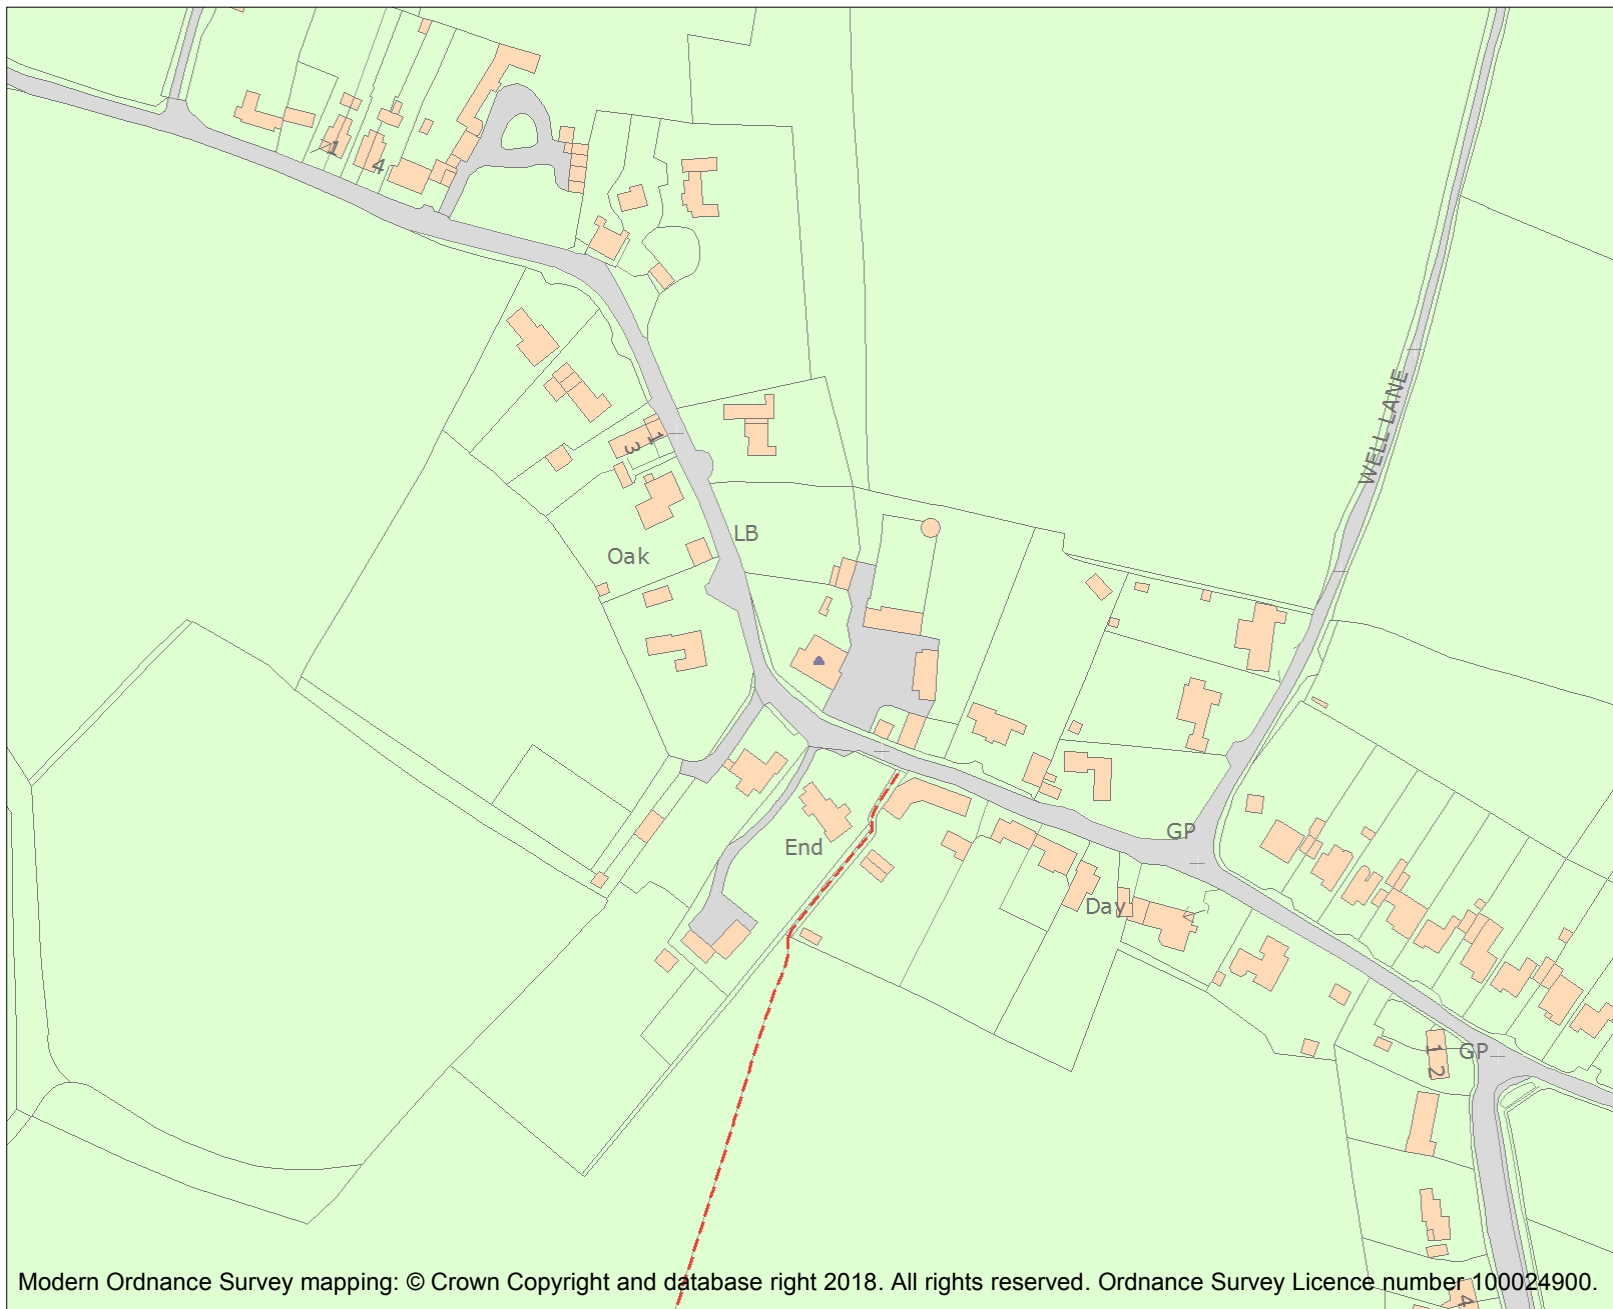 1
4
WELL LANE
1
3
LB
Oak
GP
End
Day
GP
1 2
4
Modern Ordnance Survey mapping: © Crown Copyright and database right 2018. All rights reserved. Ordnance Survey Licence number 100024900.